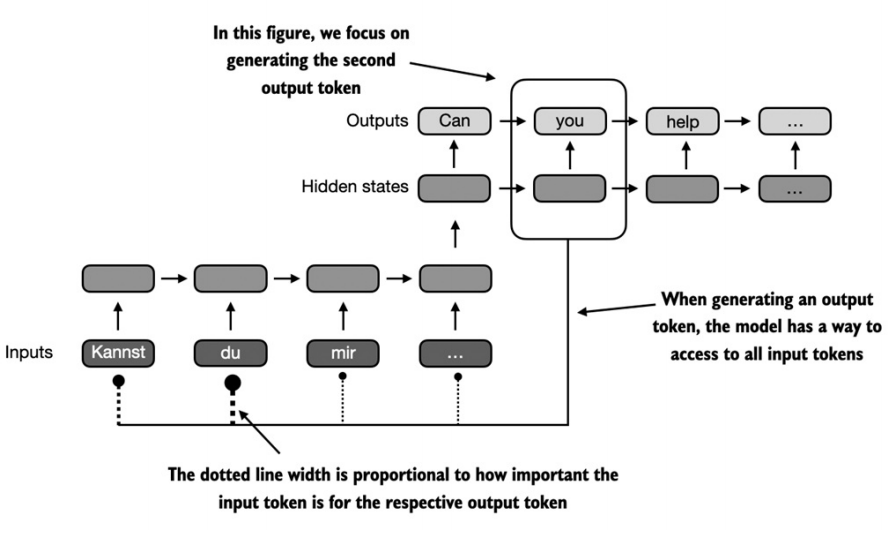 In this figure, we focus on
generating the second
output token
Outputs
Can
you
help
...
Hidden states
...
When generating an output
token, the model has a way to
access to all input tokens
Inputs
Kannst
du
mir
...
The dotted line width is proportional to how important the
input token is for the respective output token